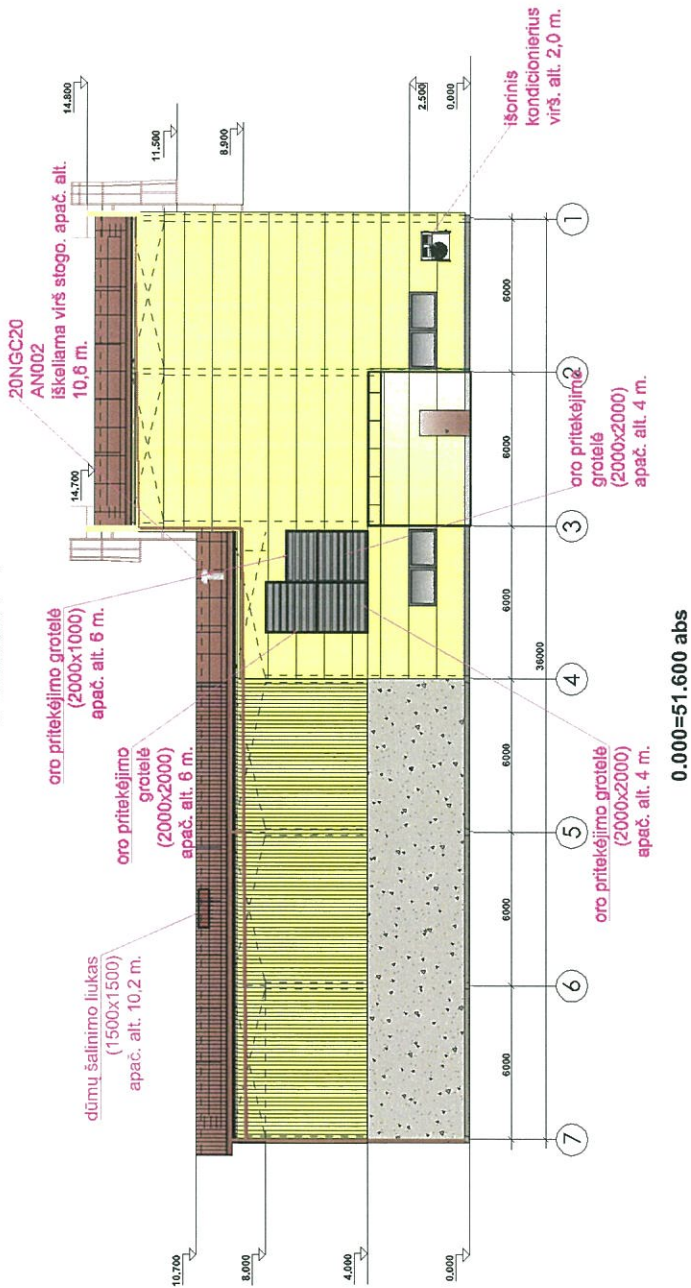 20NGC20
AN002
iškeliama virš stogo. apač. alt.
10,6 m.
14.800
11.500
8.900
2.500
0.000
14.700
oro pritekėjimo grotelė
(2000x1000)
apač. alt. 6 m.
oro pritekėjimo
grotelė
(2000x2000)
apač. alt. 6 m.
dūmų šalinimo liukas
(1500x1500)
apač. alt. 10,2 m.
išorinis
kondicionierius
virš. alt. 2,0 m.
oro pritekėjimo
grotelė
(2000x2000)
apač. alt. 4 m.
oro pritekėjimo grotelė
(2000x2000)
apač. alt. 4 m.
10.700
8.000
4.000
0.000
6000
6000
6000
6000
6000
6000
36000
7
6
5
4
3
2
1
0.000=51.600 abs